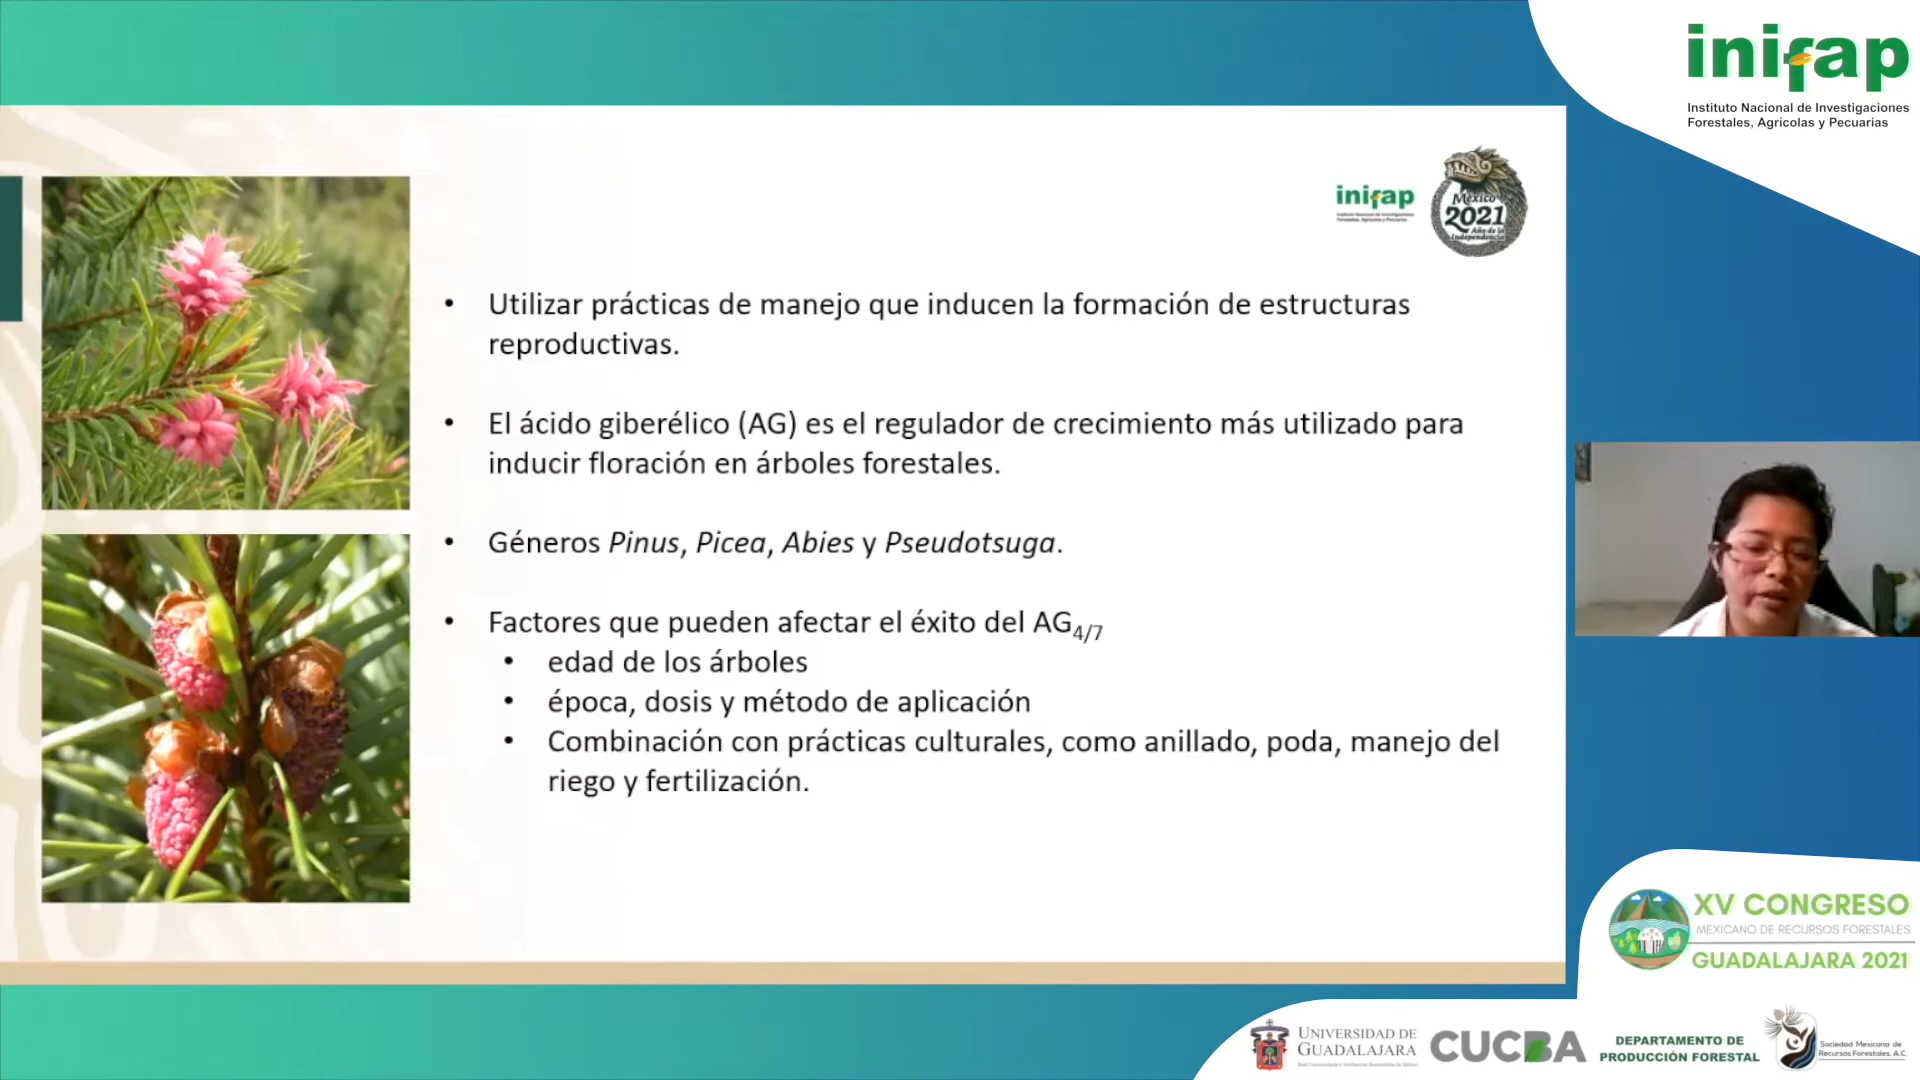 inifap
Instituto Nacional de Investigaciones
Forestales, Agrícolas y Pecuarias
inifap
México
2021
Año de la
Independencia
• Utilizar prácticas de manejo que inducen la formación de estructuras
reproductivas.
• El ácido giberélico (AG) es el regulador de crecimiento más utilizado para
inducir floración en árboles forestales.
• Géneros Pinus, Picea, Abies y Pseudotsuga.
• Factores que pueden afectar el éxito del AG4/7
• edad de los árboles
• época, dosis y método de aplicación
• Combinación con prácticas culturales, como anillado, poda, manejo del
riego y fertilización.
XV CONGRESO
MEXICANO DE RECURSOS FORESTALES
GUADALAJARA 2021
UNIVERSIDAD DE
GUADALAJARA
CUCBA
DEPARTAMENTO DE
PRODUCCIÓN FORESTAL
Sociedad Mexicana de
Recursos Forestales, A.C.